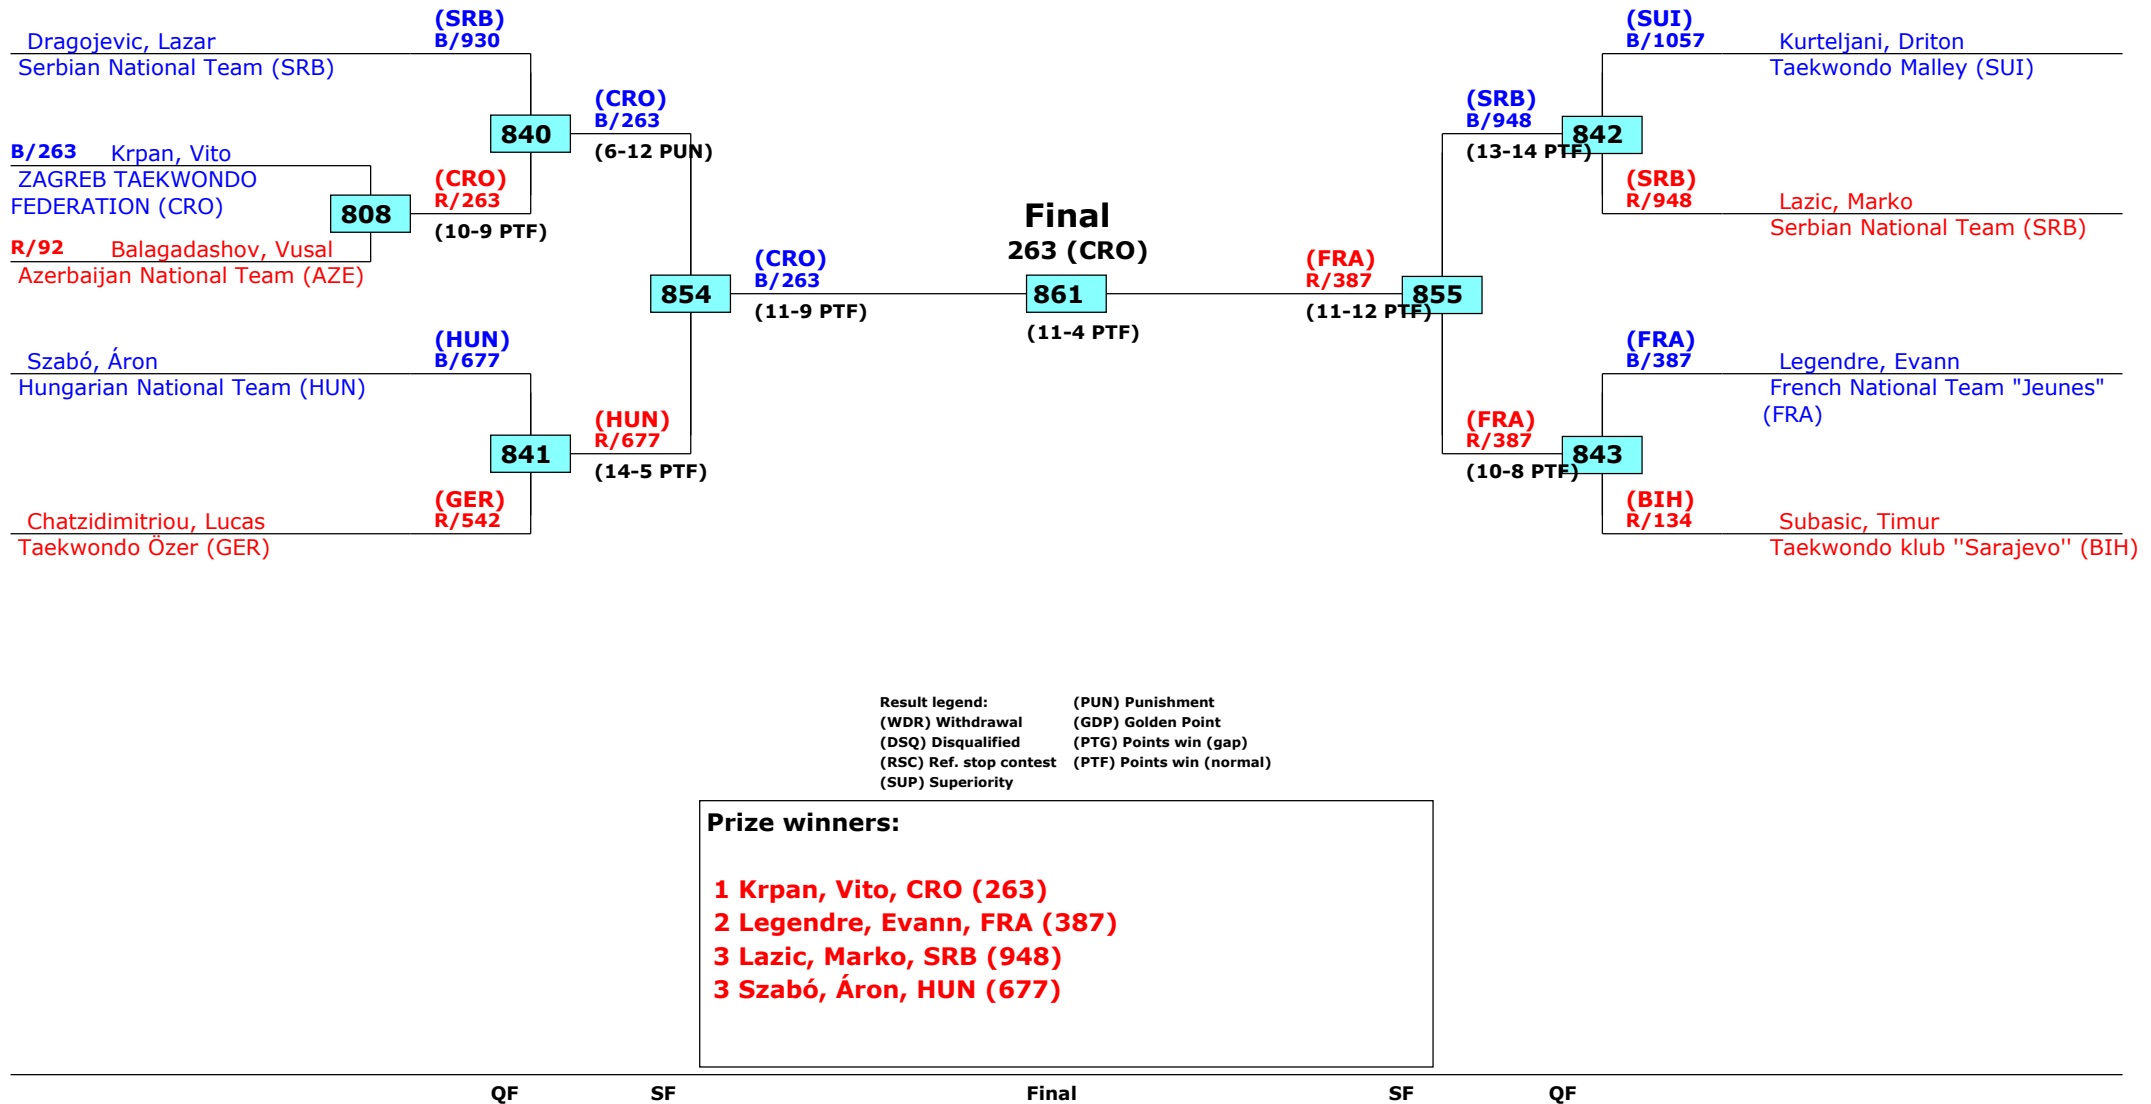 (SRB)
B/930
Dragojevic, Lazar
Serbian National Team (SRB)
840
(CRO)
B/263
(6-12 PUN)
B/263 Krpan, Vito
ZAGREB TAEKWONDO
FEDERATION (CRO)
808
(CRO)
R/263
(10-9 PTF)
R/92 Balagadashov, Vusal
Azerbaijan National Team (AZE)
854
(CRO)
B/263
(11-9 PTF)
(HUN)
B/677
Szabó, Áron
Hungarian National Team (HUN)
841
(HUN)
R/677
(14-5 PTF)
(GER)
R/542
Chatzidimitriou, Lucas
Taekwondo Özer (GER)
Final
263 (CRO)
861
(11-4 PTF)
(SUI)
B/1057
Kurteljani, Driton
Taekwondo Malley (SUI)
(SRB)
B/948
842
(13-14 PTF)
(SRB)
R/948
Lazic, Marko
Serbian National Team (SRB)
(FRA)
R/387
855
(11-12 PTF)
(FRA)
B/387
Legendre, Evann
French National Team "Jeunes"
(FRA)
(FRA)
R/387
843
(10-8 PTF)
(BIH)
R/134
Subasic, Timur
Taekwondo klub ''Sarajevo'' (BIH)
Result legend: (PUN) Punishment
(WDR) Withdrawal (GDP) Golden Point
(DSQ) Disqualified (PTG) Points win (gap)
(RSC) Ref. stop contest (PTF) Points win (normal)
(SUP) Superiority
Prize winners:
1 Krpan, Vito, CRO (263)
2 Legendre, Evann, FRA (387)
3 Lazic, Marko, SRB (948)
3 Szabó, Áron, HUN (677)
QF SF Final SF QF